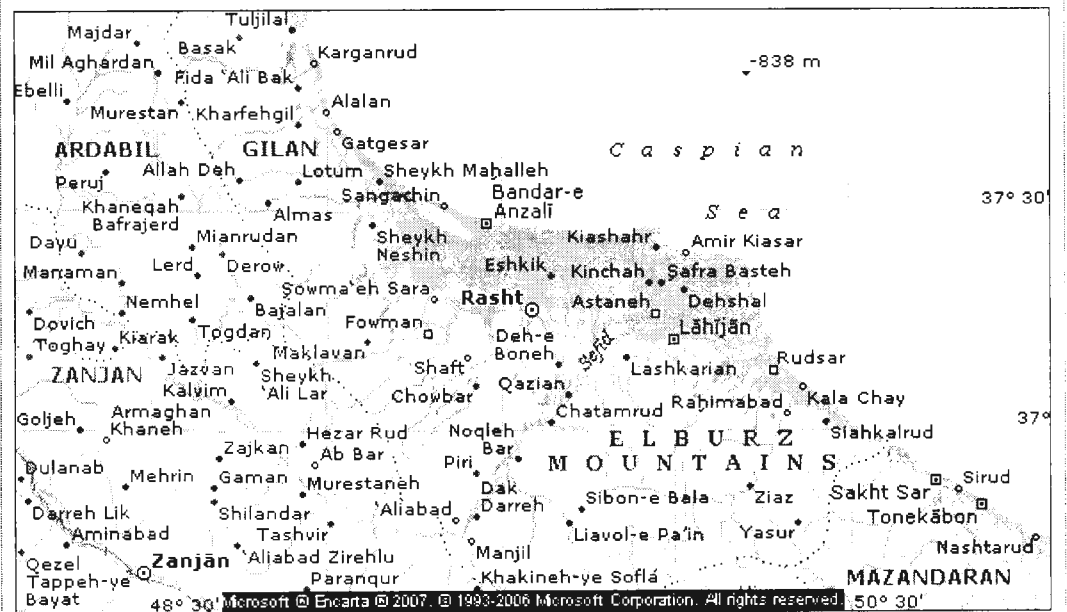 Tuljilal
Majdar
Basak
Karganrud
-838 m
Mil Aghardan
Fida 'Ali Bak
Ebelli
Alalan
Murestan
Kharfehgil
Gatgesar
ARDABIL
GILAN
Caspian
Allah Deh
Lotum
Sheykh Maḥalleh
Peruj
Sangachin
Bandar-e
Anzalī
37° 30'
Khaneqah
Bafrajerd
Almas
Sea
Dayu
Mianrudan
Sheykh
Neshin
Kiashahr
Amir Kiasar
Mamaman
Lerd
Derow
Eshkik
Kinchah
Safra Basteh
Sowma'eh Sara
Nemhel
Bajalan
Rasht
Astaneh
Dehshal
Dovich
Togdan
Fowman
Deh-e
Boneh
Sefid
Lāhījān
Toghay
Kiarak
Maklavan
Rudsar
ZANJAN
Jazvan
Sheykh
'Ali Lar
Shaft
Lashkarian
Kalvim
Chowbar
Qazian
Raḥimabad
Kala Chay
Goljeh
Armaghan
Khaneh
Chatamrud
37°
Hezar Rud
Noqleh
Bar
ELBURZ
MOUNTAINS
Siahkalrud
Zajkan
Ab Bar
Piri
Dulanab
Mehrin
Gaman
Murestaneh
Dak
Darreh
Sibon-e Bala
Ziaz
Sakht Sar
Sirud
Darreh Lik
Shilandar
'Aliabad
Tonekābon
Aminabad
Tashvir
Liavol-e Pa'in
Yasur
Zanjān
Aliabad Zirehlu
Manjil
Nashtarud
Qezel
Tappeh-ye
Bayat
Paranqur
Khakineh-ye Soflá
MAZANDARAN
48° 30'
Microsoft ® Encarta ® 2007. © 1993-2006 Microsoft Corporation. All rights reserved.
50° 30'